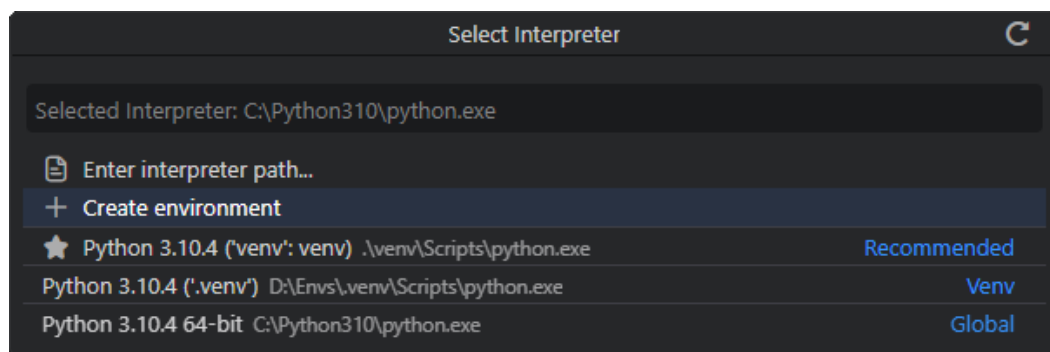 Select Interpreter
Selected Interpreter: C:\Python310\python.exe
Enter interpreter path...
Create environment
Python 3.10.4 ('venv': venv) .\venv\Scripts\python.exe Recommended
Python 3.10.4 ('.venv') D:\Envs\.venv\Scripts\python.exe Venv
Python 3.10.4 64-bit C:\Python310\python.exe Global